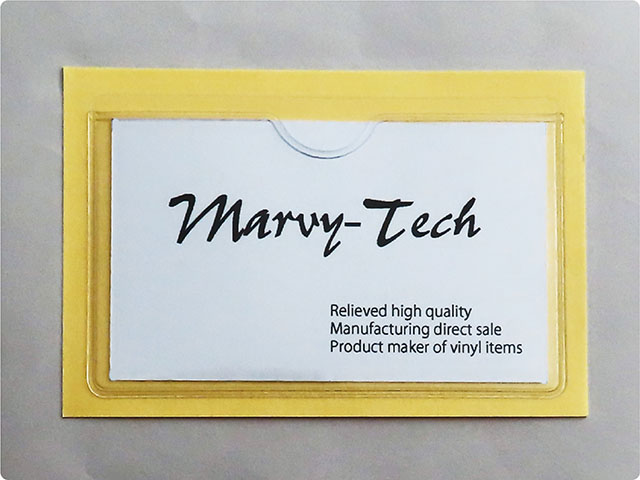 Marvy-Tech
Relieved high quality
Manufacturing direct sale
Product maker of vinyl items